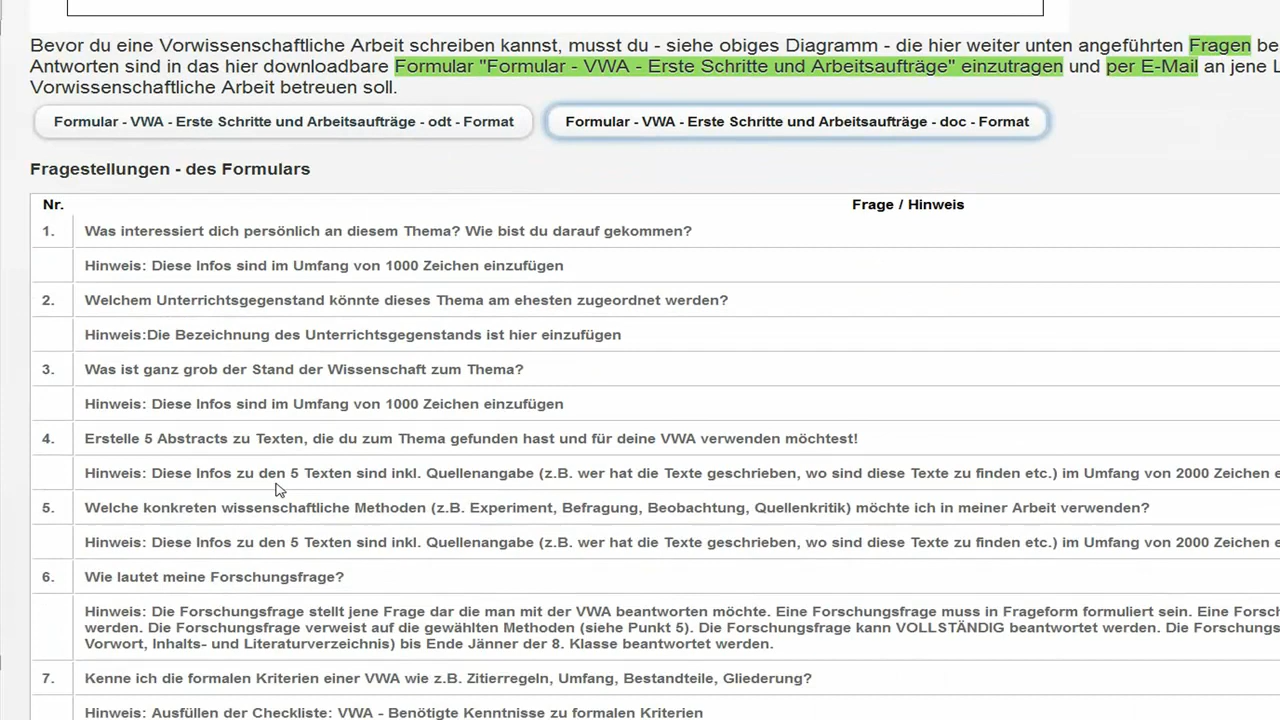 Bevor du eine Vorwissenschaftliche Arbeit schreiben kannst, musst du - siehe obiges Diagramm - die hier weiter unten angeführten Fragen be
Antworten sind in das hier downloadbare Formular "Formular - VWA - Erste Schritte und Arbeitsaufträge" einzutragen und per E-Mail an jene L
Vorwissenschaftliche Arbeit betreuen soll.
Formular - VWA - Erste Schritte und Arbeitsaufträge - odt - Format Formular - VWA - Erste Schritte und Arbeitsaufträge - doc - Format
Fragestellungen - des Formulars
Nr. Frage / Hinweis
1. Was interessiert dich persönlich an diesem Thema? Wie bist du darauf gekommen?
Hinweis: Diese Infos sind im Umfang von 1000 Zeichen einzufügen
2. Welchem Unterrichtsgegenstand könnte dieses Thema am ehesten zugeordnet werden?
Hinweis:Die Bezeichnung des Unterrichtsgegenstands ist hier einzufügen
3. Was ist ganz grob der Stand der Wissenschaft zum Thema?
Hinweis: Diese Infos sind im Umfang von 1000 Zeichen einzufügen
4. Erstelle 5 Abstracts zu Texten, die du zum Thema gefunden hast und für deine VWA verwenden möchtest!
Hinweis: Diese Infos zu den 5 Texten sind inkl. Quellenangabe (z.B. wer hat die Texte geschrieben, wo sind diese Texte zu finden etc.) im Umfang von 2000 Zeichen e
5. Welche konkreten wissenschaftliche Methoden (z.B. Experiment, Befragung, Beobachtung, Quellenkritik) möchte ich in meiner Arbeit verwenden?
Hinweis: Diese Infos zu den 5 Texten sind inkl. Quellenangabe (z.B. wer hat die Texte geschrieben, wo sind diese Texte zu finden etc.) im Umfang von 2000 Zeichen e
6. Wie lautet meine Forschungsfrage?
Hinweis: Die Forschungsfrage stellt jene Frage dar die man mit der VWA beantworten möchte. Eine Forschungsfrage muss in Frageform formuliert sein. Eine Forsch
werden. Die Forschungsfrage verweist auf die gewählten Methoden (siehe Punkt 5). Die Forschungsfrage kann VOLLSTÄNDIG beantwortet werden. Die Forschungs
Vorwort, Inhalts- und Literaturverzeichnis) bis Ende Jänner der 8. Klasse beantwortet werden.
7. Kenne ich die formalen Kriterien einer VWA wie z.B. Zitierregeln, Umfang, Bestandteile, Gliederung?
Hinweis: Ausfüllen der Checkliste: VWA - Benötigte Kenntnisse zu formalen Kriterien